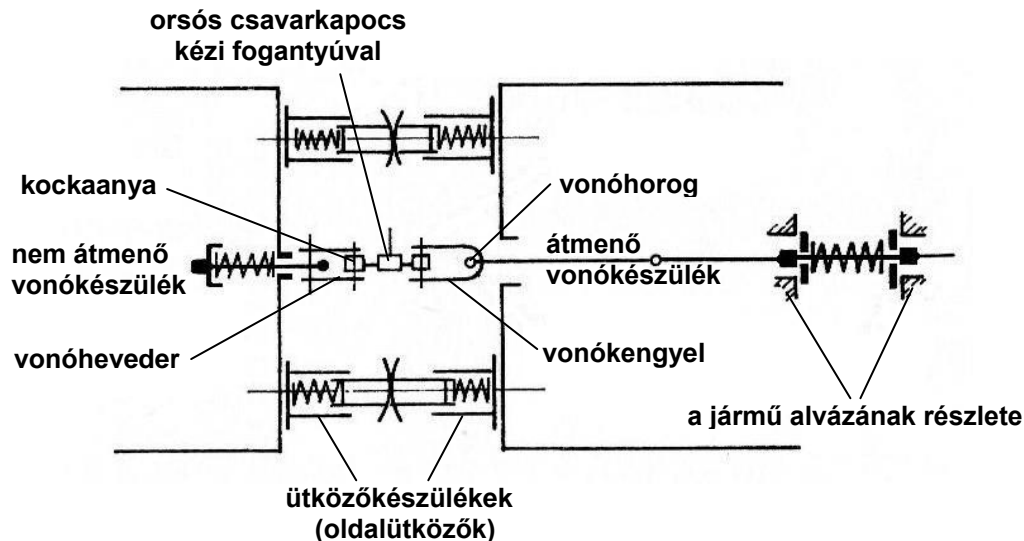 orsós csavarkapocs
kézi fogantyúval
kockaanya
vonóhorog
nem átmenő
vonókészülék
átmenő
vonókészülék
vonóheveder
vonókengyel
a jármű alvázának részlete
ütközőkészülékek
(oldalütközők)